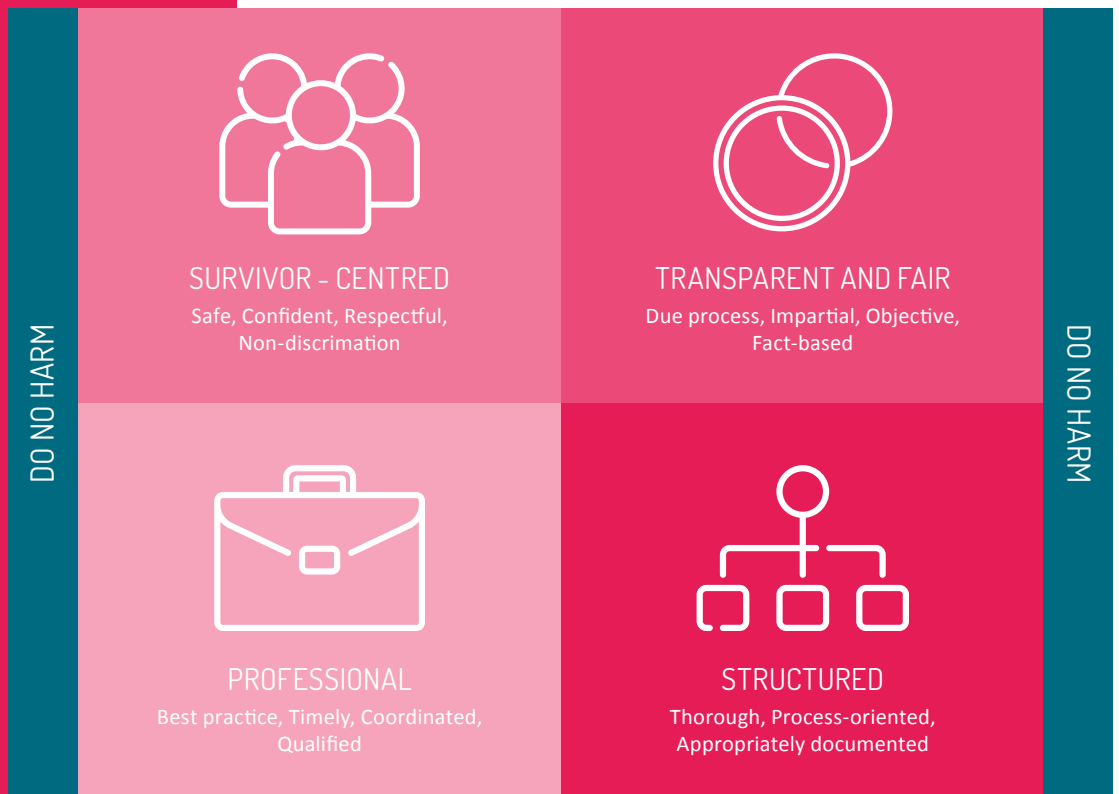 DO NO HARM
SURVIVOR - CENTRED
Safe, Confident, Respectful,
Non-discrimation
TRANSPARENT AND FAIR
Due process, Impartial, Objective,
Fact-based
PROFESSIONAL
Best practice, Timely, Coordinated,
Qualified
STRUCTURED
Thorough, Process-oriented,
Appropriately documented
DO NO HARM